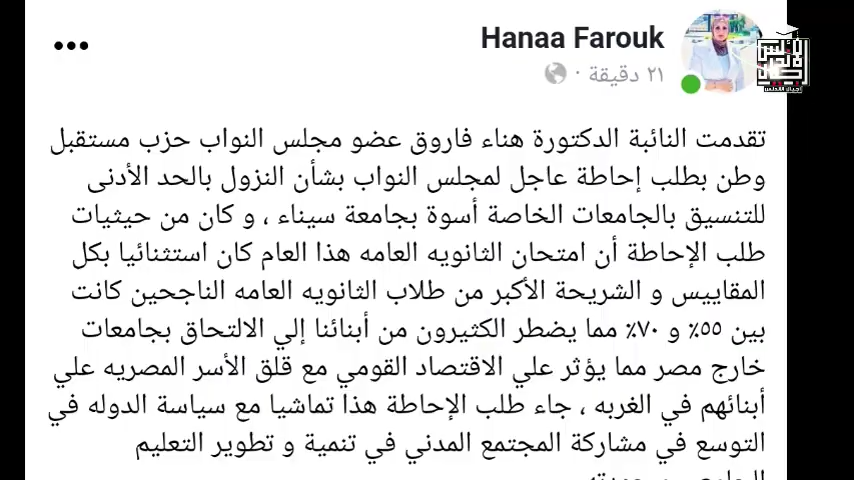 Hanaa Farouk
٢١ دقيقة ·
تقدمت النائبة الدكتورة هناء فاروق عضو مجلس النواب حزب مستقبل
وطن بطلب إحاطة عاجل لمجلس النواب بشأن النزول بالحد الأدنى
للتنسيق بالجامعات الخاصة أسوة بجامعة سيناء ، و كان من حيثيات
طلب الإحاطة أن امتحان الثانويه العامه هذا العام كان استثنائيا بكل
المقاييس و الشريحة الأكبر من طلاب الثانويه العامه الناجحين كانت
بين ٥٥٪ و ٧٠٪ مما يضطر الكثيرون من أبنائنا إلي الالتحاق بجامعات
خارج مصر مما يؤثر علي الاقتصاد القومي مع قلق الأسر المصريه علي
أبنائهم في الغربه ، جاء طلب الإحاطة هذا تماشيا مع سياسة الدوله في
التوسع في مشاركة المجتمع المدني في تنمية و تطوير التعليم